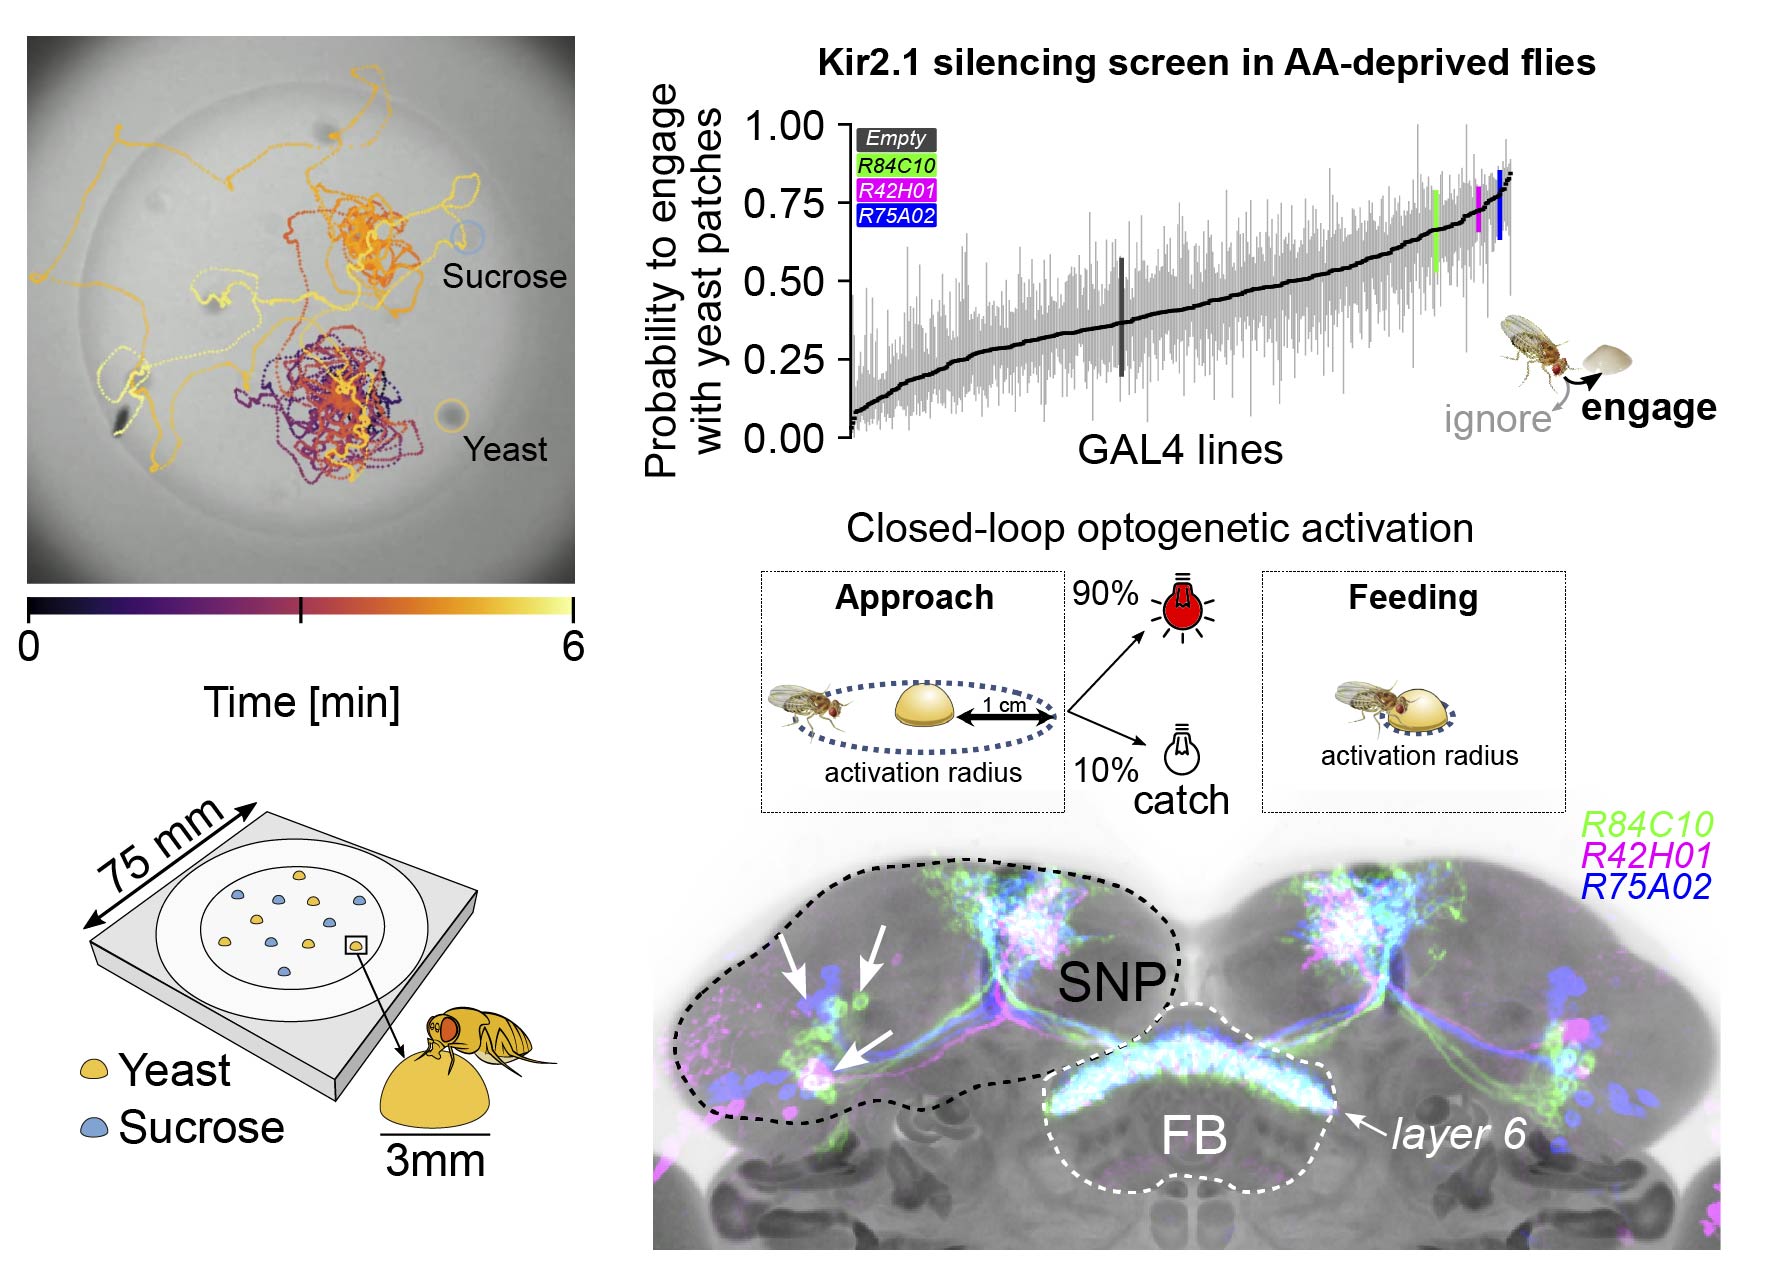 Sucrose
Yeast
0
6
Time [min]
75 mm
Yeast
Sucrose
3mm
Kir2.1 silencing screen in AA-deprived flies
Probability to engage
with yeast patches
1.00
0.75
0.50
0.25
0.00
Empty
R84C10
R42H01
R75A02
GAL4 lines
ignore
engage
Closed-loop optogenetic activation
Approach
1 cm
activation radius
90%
10%
catch
Feeding
activation radius
R84C10
R42H01
R75A02
SNP
FB
layer 6